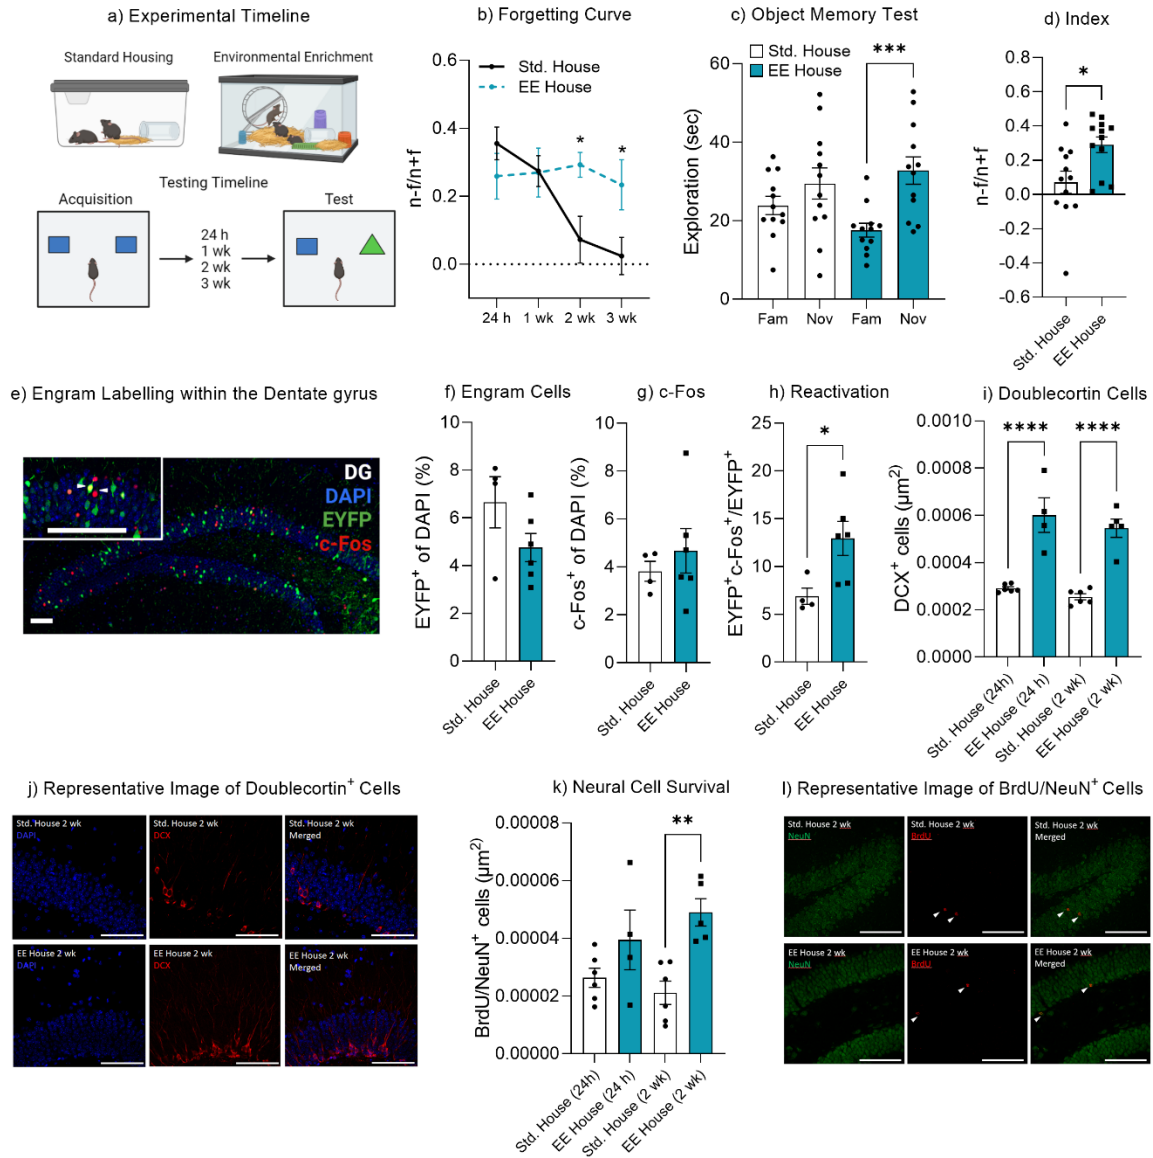 a) Experimental Timeline
Standard Housing
Environmental Enrichment
Testing Timeline
Acquisition
Test
24 h
1 wk
2 wk
3 wk
b) Forgetting Curve
Std. House
EE House
n-f/n+f
0.6
0.4
0.2
0.0
*
*
24 h 1 wk 2 wk 3 wk
c) Object Memory Test
Std. House
EE House
***
Exploration (sec)
60
40
20
0
Fam Nov Fam Nov
d) Index
*
n-f/n+f
0.8
0.6
0.4
0.2
0.0
-0.2
-0.4
-0.6
Std. House
EE House
e) Engram Labelling within the Dentate gyrus
DG
DAPI
EYFP
c-Fos
f) Engram Cells
EYFP+ of DAPI (%)
10
8
6
4
2
0
Std. House
EE House
g) c-Fos
c-Fos+ of DAPI (%)
10
8
6
4
2
0
Std. House
EE House
h) Reactivation
*
EYFP+c-Fos+/EYFP+
25
20
15
10
5
0
Std. House
EE House
i) Doublecortin Cells
**** ****
DCX+ cells (µm2)
0.0010
0.0008
0.0006
0.0004
0.0002
0.0000
Std. House (24h)
EE House (24 h)
Std. House (2 wk)
EE House (2 wk)
j) Representative Image of Doublecortin+ Cells
Std. House 2 wk
DAPI
Std. House 2 wk
DCX
Std. House 2 wk
Merged
EE House 2 wk
DAPI
EE House 2 wk
DCX
EE House 2 wk
Merged
k) Neural Cell Survival
**
BrdU/NeuN+ cells (µm2)
0.00008
0.00006
0.00004
0.00002
0.00000
Std. House (24h)
EE House (24 h)
Std. House (2 wk)
EE House (2 wk)
l) Representative Image of BrdU/NeuN+ Cells
Std. House 2 wk
NeuN
Std. House 2 wk
BrdU
Std. House 2 wk
Merged
EE House 2 wk
NeuN
EE House 2 wk
BrdU
EE House 2 wk
Merged